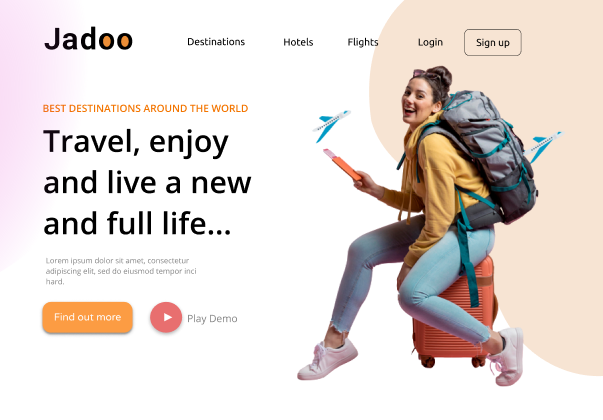 Jadoo
Destinations
Hotels
Flights
Login
Sign up
BEST DESTINATIONS AROUND THE WORLD
Travel, enjoy
and live a new
and full life...
Lorem ipsum dolor sit amet, consectetur
adipiscing elit, sed do eiusmod tempor inci
hard.
Find out more
Play Demo